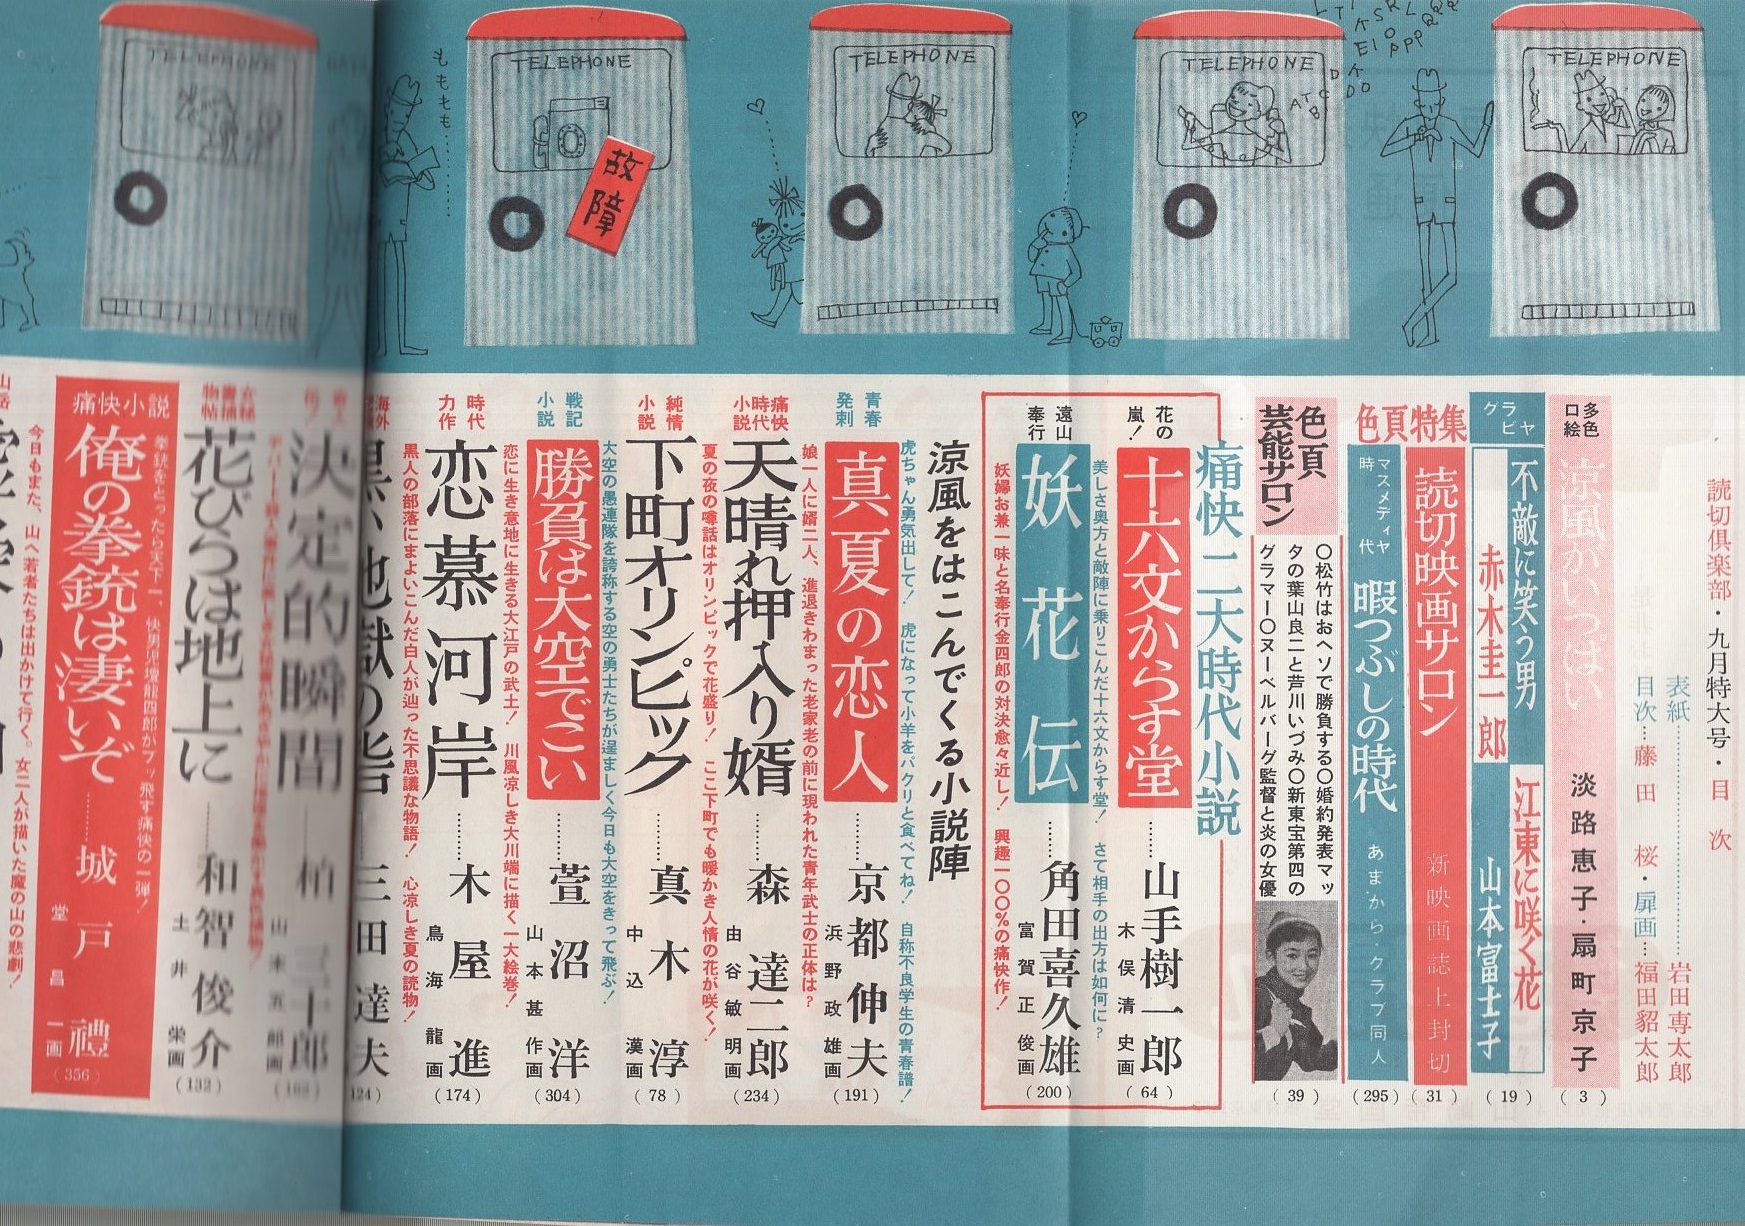 読切倶楽部・九月特大号・目次
表紙……岩田専太郎
目次…藤田 桜・扉画…福田貂太郎
多色口絵
涼風がいっぱい
淡路恵子・扇町京子
(3)
グラビヤ
不敵に笑う男
赤木圭一郎
江東に咲く花
山本富士子
(19)
色頁特集
読切映画サロン
新映画誌上封切
(31)
マスメディヤ時代
暇つぶしの時代
あまから・クラブ同人
(295)
色頁芸能サロン
○松竹はおヘソで勝負する○婚約発表マッ
タの葉山良二と芦川いづみ○新東宝第四の
グラマー○ヌーベルバーグ監督と炎の女優
(39)
痛快二大時代小説
花の嵐!
十六文からす堂……山手樹一郎
木俣清史画
(64)
美しさ奥方と敵陣に乗りこんだ十六文からす堂! さて相手の出方は如何に?
遠山奉行
妖花伝……角田喜久雄
富賀正俊画
(200)
妖婦お兼一味と名奉行金四郎の対決愈々近し! 興趣一〇〇%の痛快作!
涼風をはこんでくる小説陣
虎ちゃん勇気出して! 虎になって小羊をパクリと食べてね! 自称不良学生の青春譜!
青春発剌
真夏の恋人……京都伸夫
浜野政雄画
(191)
娘一人に婿二人、進退きわまった老家老の前に現われた青年武士の正体は?
痛快時代小説
天晴れ押入り婿……森達二郎
由谷敏明画
(234)
夏の夜の噂話はオリンピックで花盛り! ここ下町でも暖かき人情の花が咲く!
純情小説
下町オリンピック……真木淳
中込漢画
(78)
大空の愚連隊を誇称する空の勇士たちが逞ましく今日も大空をきって飛ぶ!
戦記小説
勝負は大空でこい……萱沼洋
山本甚作画
(304)
恋に生き意地に生きる大江戸の武士! 川風凉しき大川端に描く一大絵巻!
時代力作
恋慕河岸……木屋進
鳥海龍画
(174)
黒人の部落にまよいこんだ白人が辿った不思議な物語! 心凉しき夏の読物!
海外
黒い地獄の
三田達夫
124)
決定的瞬間
柏三十郎
花びらは地上に
和智俊介
土井栄画
(132)
拳銃をとったら天下一、快男児増龍四郎がブッ飛す痛快の一弾!
痛快小説
俺の拳銃は凄いぞ……城戸禮
堂昌一画
(356)
今日もまた、山へ若者たちは出かけて行く。女二人が描いた魔の山の悲劇!
山岳
TELEPHONE
TELEPHONE
TELEPHONE
TELEPHONE
TELEPHONE
故障
ももももも……